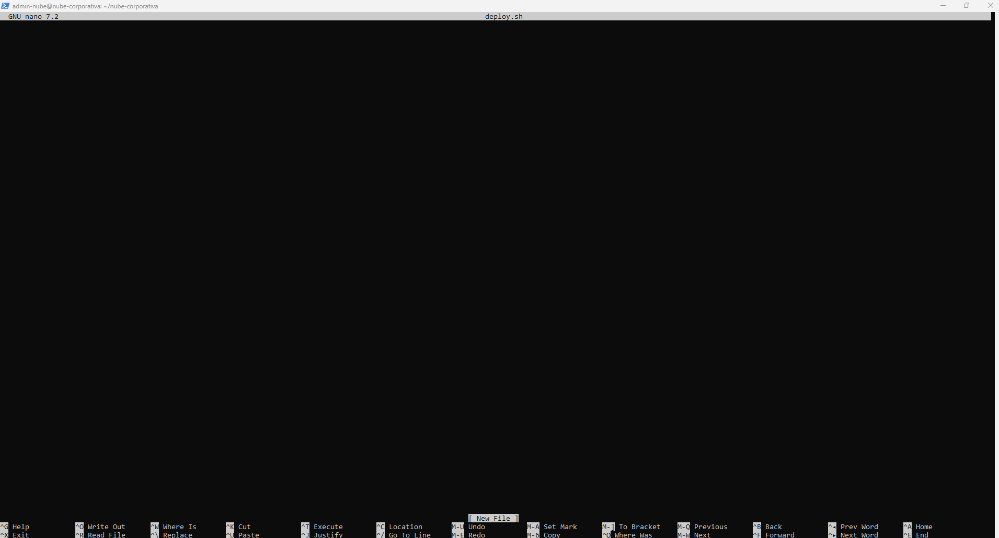 admin-nube@nube-corporativa: ~/nube-corporativa
GNU nano 7.2 deploy.sh
[ New File ]
^G Help ^O Write Out ^W Where Is ^K Cut ^T Execute ^C Location M-U Undo M-A Set Mark M-] To Bracket M-Q Previous ^B Back ^◂ Prev Word ^A Home
^X Exit ^R Read File ^\ Replace ^U Paste ^J Justify ^/ Go To Line M-E Redo M-6 Copy ^Q Where Was M-W Next ^F Forward ^▸ Next Word ^E End